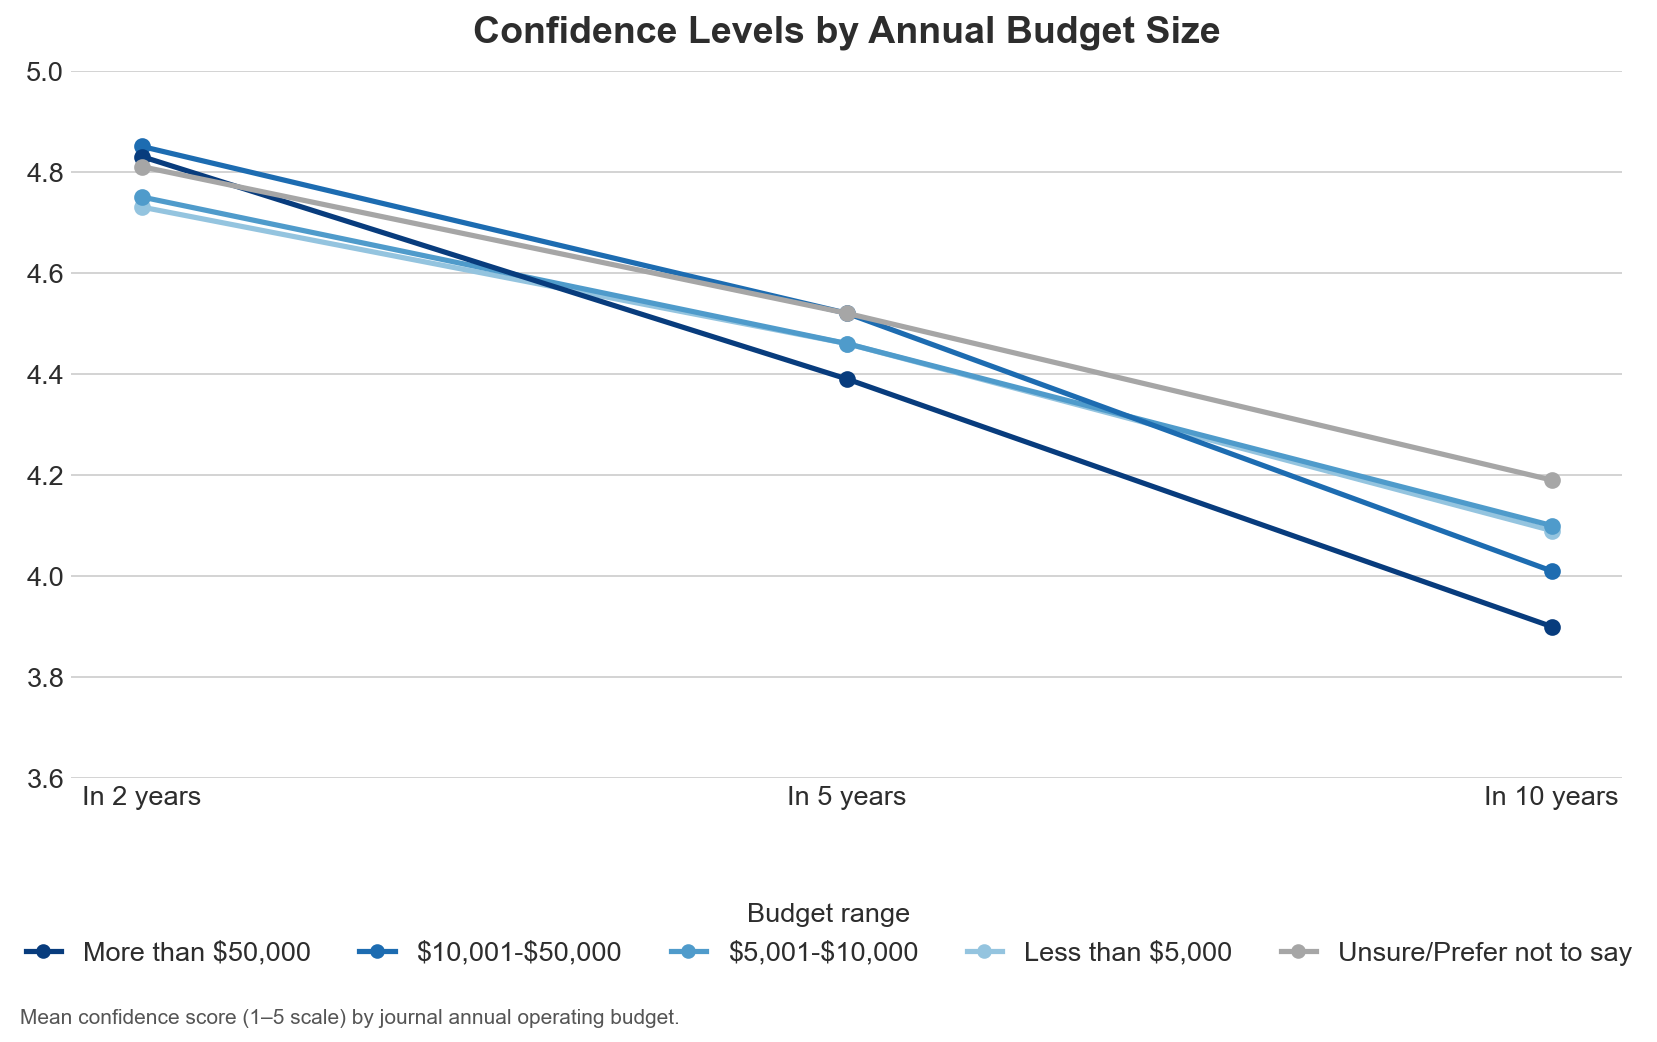 Confidence Levels by Annual Budget Size
5.0
4.8
4.6
4.4
4.2
4.0
3.8
3.6
In 2 years In 5 years In 10 years
Budget range
More than $50,000 $10,001-$50,000 $5,001-$10,000 Less than $5,000 Unsure/Prefer not to say
Mean confidence score (1–5 scale) by journal annual operating budget.